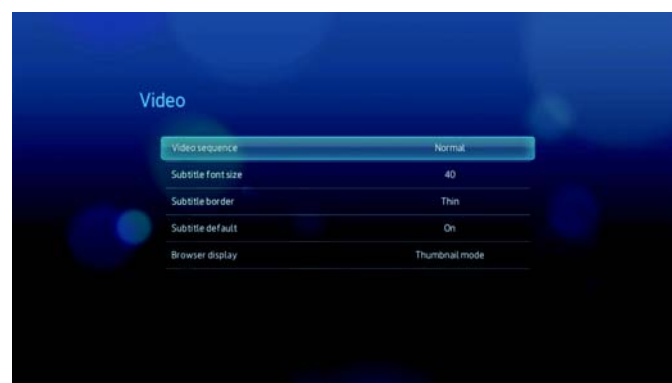 Video
Video sequence Normal
Subtitle font size 40
Subtitle border Thin
Subtitle default On
Browser display Thumbnail mode